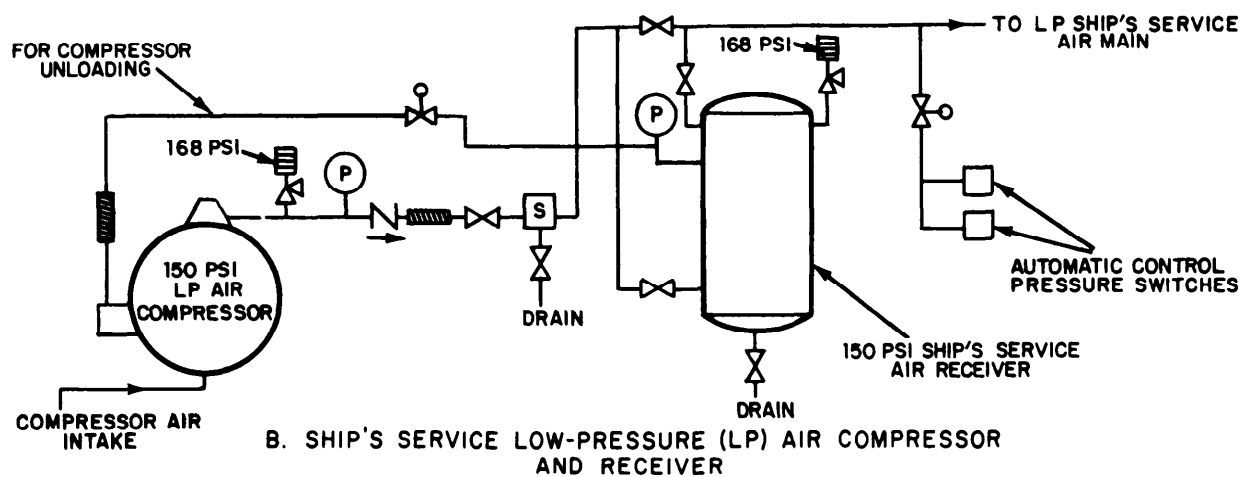 TO LP SHIP'S SERVICE
AIR MAIN
FOR COMPRESSOR
UNLOADING
168 PSI
P
168 PSI
P
S
150 PSI
LP AIR
COMPRESSOR
DRAIN
AUTOMATIC CONTROL
PRESSURE SWITCHES
150 PSI SHIP'S SERVICE
AIR RECEIVER
COMPRESSOR AIR
INTAKE
DRAIN
B. SHIP'S SERVICE LOW-PRESSURE (LP) AIR COMPRESSOR
AND RECEIVER